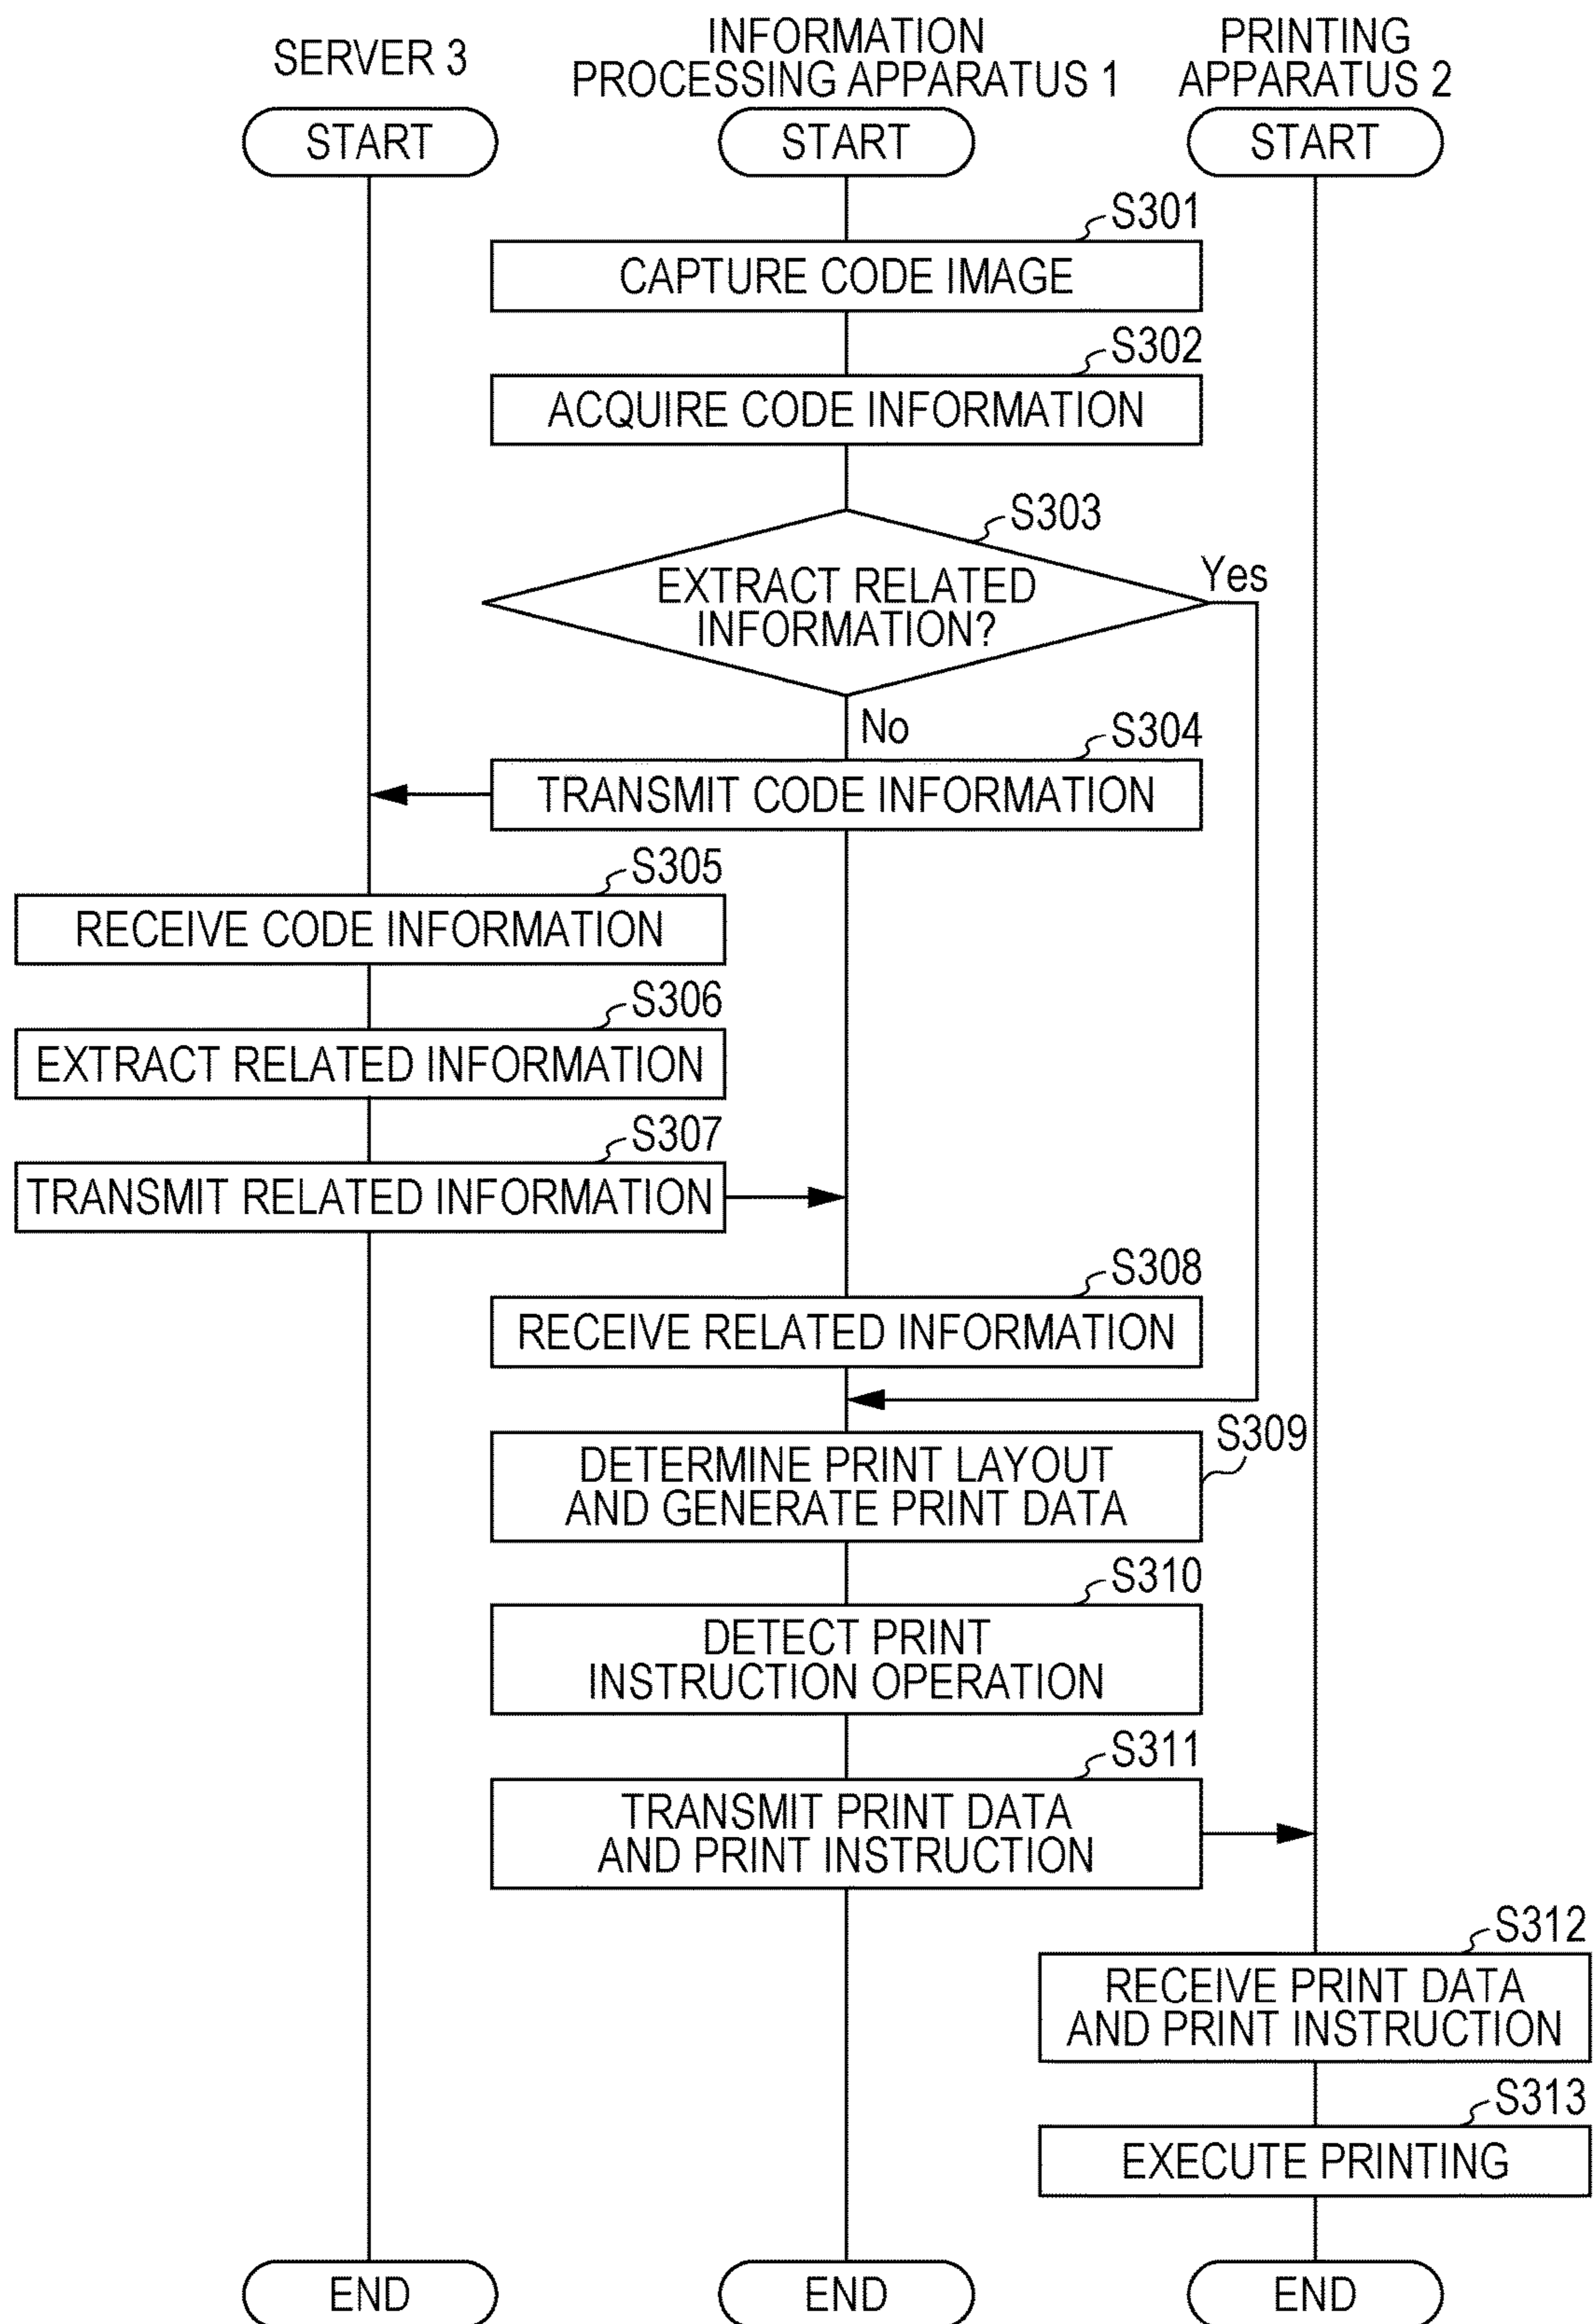 SERVER 3
INFORMATION
PROCESSING APPARATUS 1
PRINTING
APPARATUS 2
START
START
START
S301
CAPTURE CODE IMAGE
S302
ACQUIRE CODE INFORMATION
S303
EXTRACT RELATED
INFORMATION?
Yes
No
S304
TRANSMIT CODE INFORMATION
S305
RECEIVE CODE INFORMATION
S306
EXTRACT RELATED INFORMATION
S307
TRANSMIT RELATED INFORMATION
S308
RECEIVE RELATED INFORMATION
S309
DETERMINE PRINT LAYOUT
AND GENERATE PRINT DATA
S310
DETECT PRINT
INSTRUCTION OPERATION
S311
TRANSMIT PRINT DATA
AND PRINT INSTRUCTION
S312
RECEIVE PRINT DATA
AND PRINT INSTRUCTION
S313
EXECUTE PRINTING
END
END
END